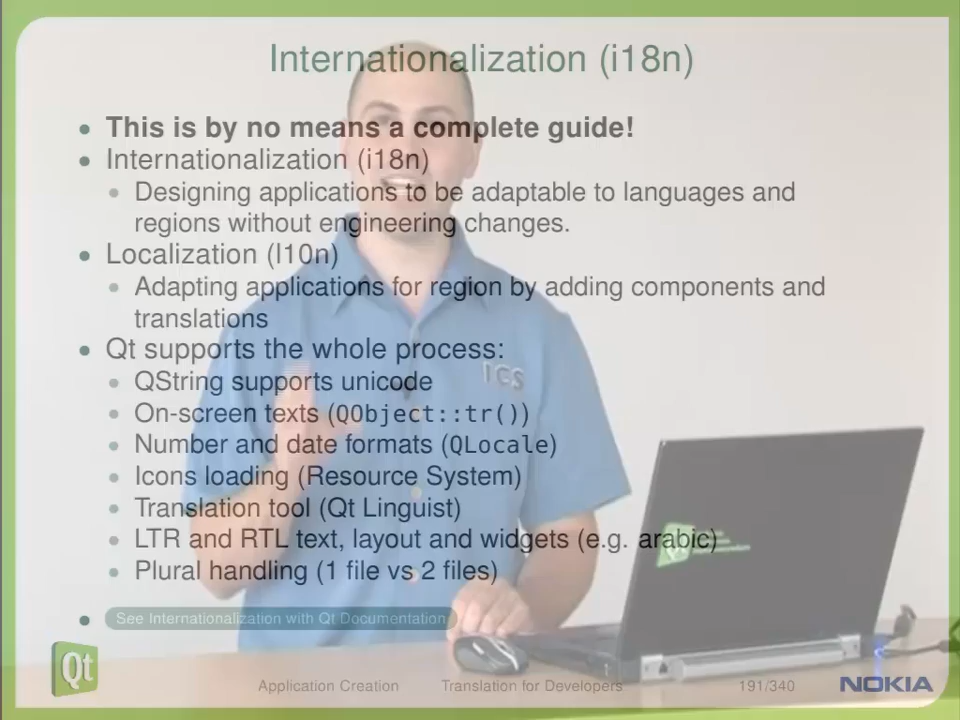 Internationalization (i18n)
This is by no means a complete guide!
Internationalization (i18n)
Designing applications to be adaptable to languages and
regions without engineering changes.
Localization (l10n)
Adapting applications for region by adding components and
translations
Qt supports the whole process:
QString supports unicode
ICS
On-screen texts (QObject::tr())
Number and date formats (QLocale)
Icons loading (Resource System)
Translation tool (Qt Linguist)
LTR and RTL text, layout and widgets (e.g. arabic)
Plural handling (1 file vs 2 files)
See Internationalization with Qt Documentation
Qt
Application Creation Translation for Developers 191/340 NOKIA